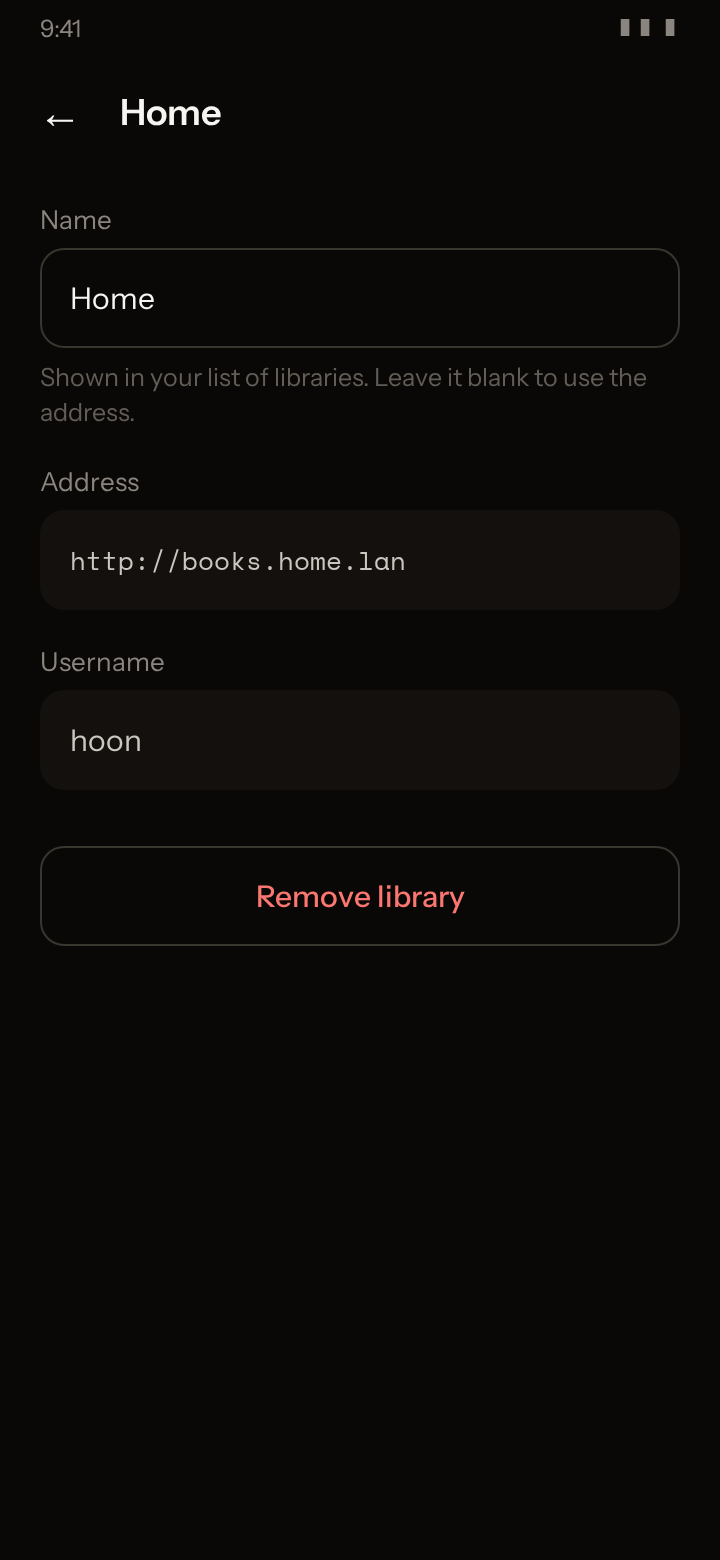 9:41
← Home
Name
Home
Shown in your list of libraries. Leave it blank to use the
address.
Address
http://books.home.lan
Username
hoon
Remove library